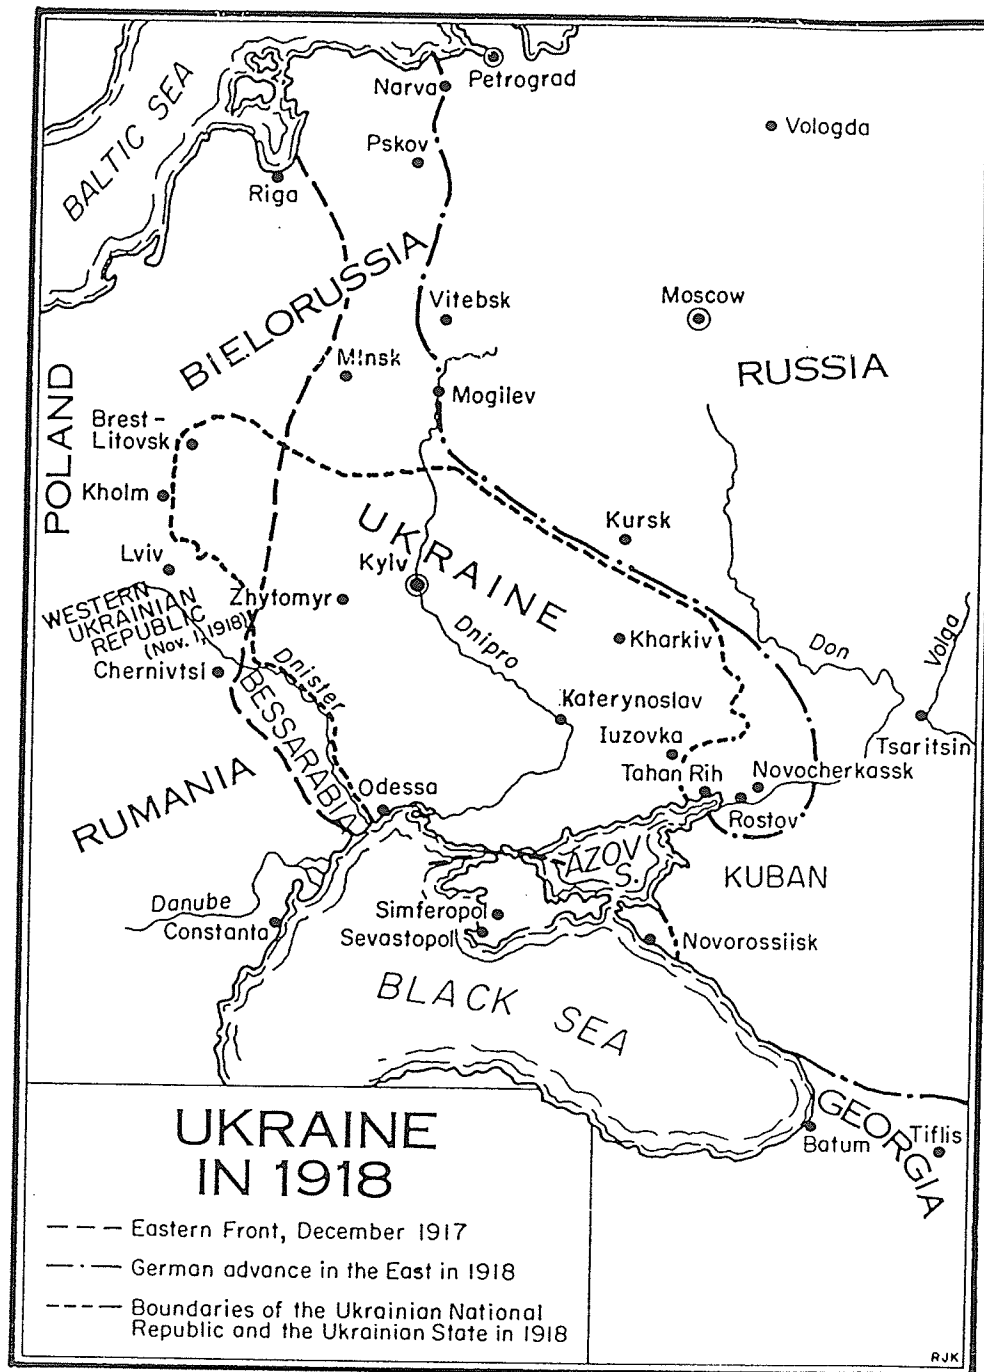 Petrograd
Narva
Vologda
Pskov
BALTIC SEA
Riga
BIELORUSSIA
Vitebsk
Moscow
Minsk
RUSSIA
Mogilev
POLAND
Brest-
Litovsk
Kholm
UKRAINE
Kursk
Lviv
Kyiv
WESTERN
UKRAINIAN
REPUBLIC
(Nov. 1, 1918)
Zhytomyr
Kharkiv
Dnipro
Don
Volga
Chernivtsi
Dnister
BESSARABIA
Katerynoslav
Iuzovka
Tsaritsin
Tahan Rih
Novocherkassk
RUMANIA
Odessa
Rostov
AZOV
S.
KUBAN
Danube
Constanta
Simferopol
Sevastopol
Novorossiisk
BLACK SEA
GEORGIA
Batum
Tiflis
UKRAINE
IN 1918
Eastern Front, December 1917
German advance in the East in 1918
Boundaries of the Ukrainian National
Republic and the Ukrainian State in 1918
RJK